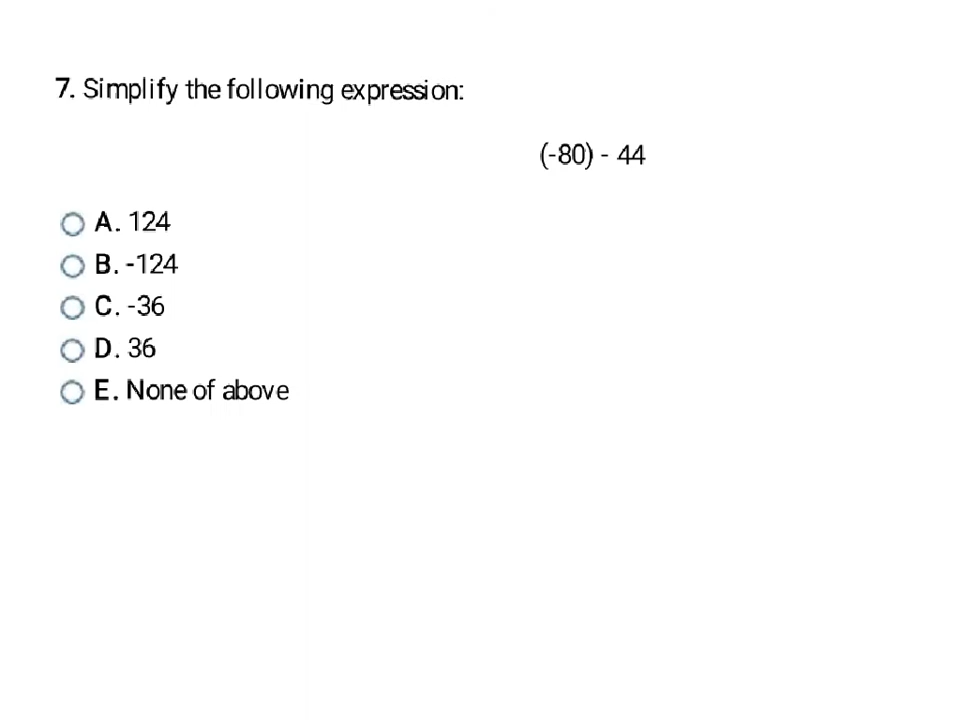 7. Simplify the following expression:
(-80) - 44
A. 124
B. -124
C. -36
D. 36
E. None of above